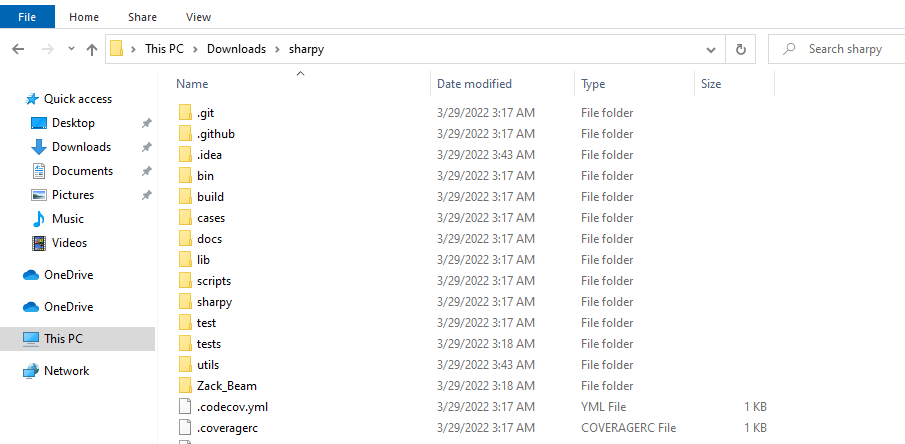 File Home Share View
This PC Downloads sharpy Search sharpy
Name Date modified Type Size
Quick access
Desktop
Downloads
Documents
Pictures
Music
Videos
OneDrive
OneDrive
This PC
Network
.git 3/29/2022 3:17 AM File folder
.github 3/29/2022 3:17 AM File folder
.idea 3/29/2022 3:43 AM File folder
bin 3/29/2022 3:17 AM File folder
build 3/29/2022 3:17 AM File folder
cases 3/29/2022 3:17 AM File folder
docs 3/29/2022 3:17 AM File folder
lib 3/29/2022 3:17 AM File folder
scripts 3/29/2022 3:17 AM File folder
sharpy 3/29/2022 3:17 AM File folder
test 3/29/2022 3:17 AM File folder
tests 3/29/2022 3:18 AM File folder
utils 3/29/2022 3:43 AM File folder
Zack_Beam 3/29/2022 3:18 AM File folder
.codecov.yml 3/29/2022 3:17 AM YML File 1 KB
.coveragerc 3/29/2022 3:17 AM COVERAGERC File 1 KB